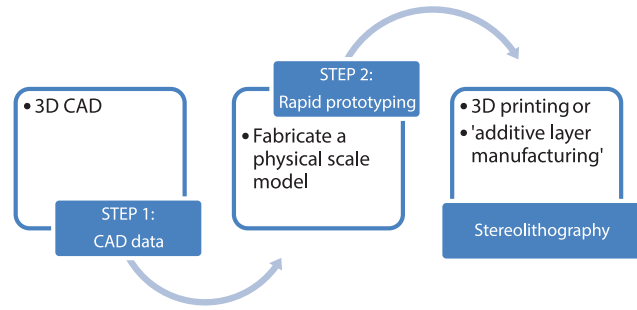 • 3D CAD
STEP 1:
CAD data
STEP 2:
Rapid prototyping
• Fabricate a
physical scale
model
• 3D printing or
• 'additive layer
manufacturing'
Stereolithography